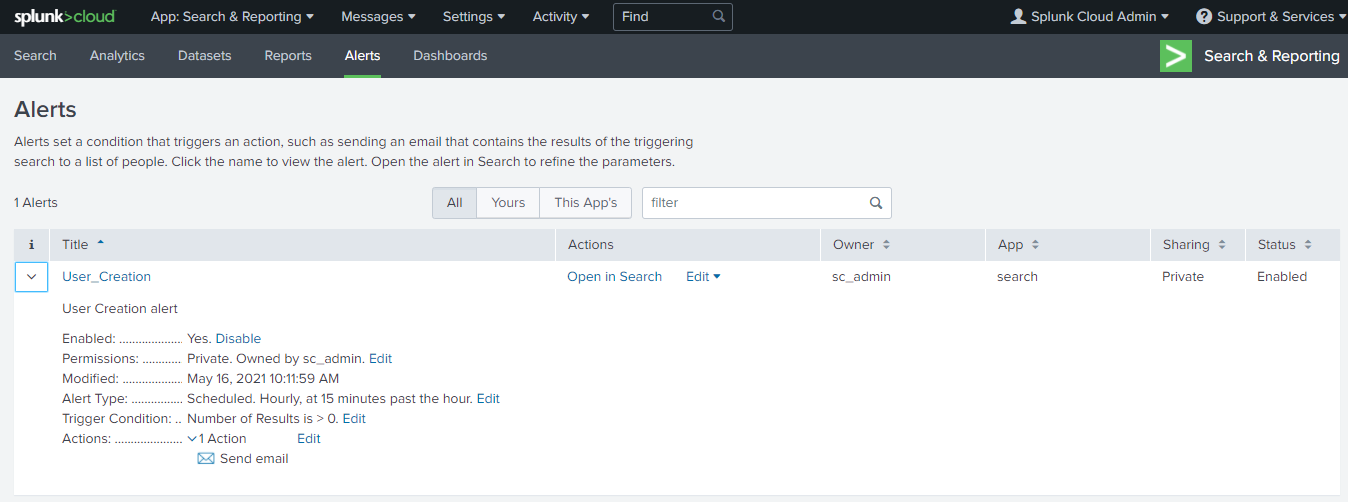 splunk>cloud App: Search & Reporting Messages Settings Activity Find Splunk Cloud Admin Support & Services
Search Analytics Datasets Reports Alerts Dashboards Search & Reporting
Alerts
Alerts set a condition that triggers an action, such as sending an email that contains the results of the triggering
search to a list of people. Click the name to view the alert. Open the alert in Search to refine the parameters.
1 Alerts All Yours This App's filter
i Title Actions Owner App Sharing Status
User_Creation Open in Search Edit sc_admin search Private Enabled
User Creation alert
Enabled: ................... Yes. Disable
Permissions: ............ Private. Owned by sc_admin. Edit
Modified: .................. May 16, 2021 10:11:59 AM
Alert Type: ................ Scheduled. Hourly, at 15 minutes past the hour. Edit
Trigger Condition: .. Number of Results is > 0. Edit
Actions: ..................... 1 Action Edit
Send email